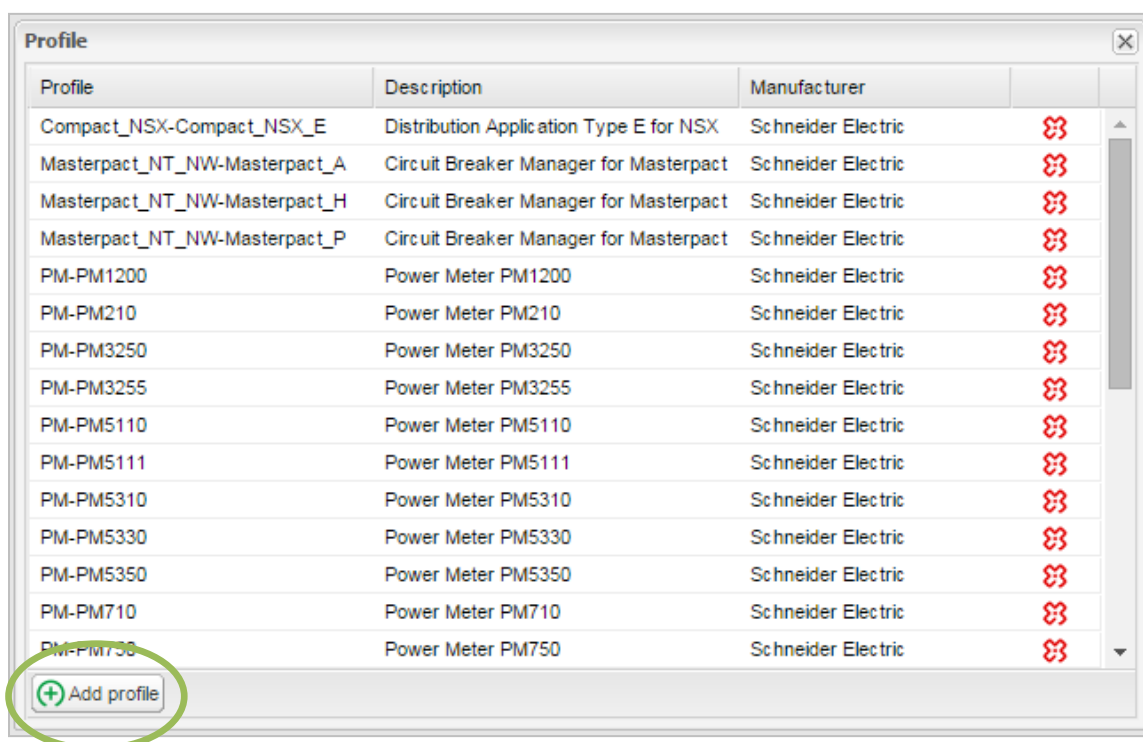 Profile
Profile Description Manufacturer
Compact_NSX-Compact_NSX_E Distribution Application Type E for NSX Schneider Electric
Masterpact_NT_NW-Masterpact_A Circuit Breaker Manager for Masterpact Schneider Electric
Masterpact_NT_NW-Masterpact_H Circuit Breaker Manager for Masterpact Schneider Electric
Masterpact_NT_NW-Masterpact_P Circuit Breaker Manager for Masterpact Schneider Electric
PM-PM1200 Power Meter PM1200 Schneider Electric
PM-PM210 Power Meter PM210 Schneider Electric
PM-PM3250 Power Meter PM3250 Schneider Electric
PM-PM3255 Power Meter PM3255 Schneider Electric
PM-PM5110 Power Meter PM5110 Schneider Electric
PM-PM5111 Power Meter PM5111 Schneider Electric
PM-PM5310 Power Meter PM5310 Schneider Electric
PM-PM5330 Power Meter PM5330 Schneider Electric
PM-PM5350 Power Meter PM5350 Schneider Electric
PM-PM710 Power Meter PM710 Schneider Electric
PM-PM750 Power Meter PM750 Schneider Electric
Add profile